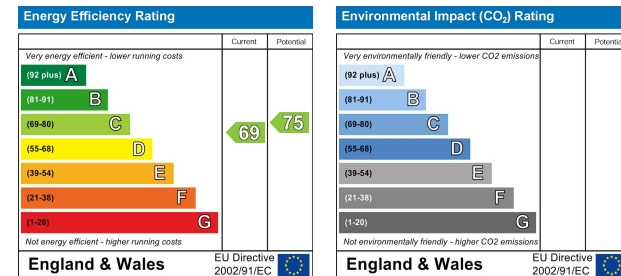 Energy Efficiency Rating
Current Potential
Very energy efficient - lower running costs
(92 plus) A
(81-91) B
(69-80) C
(55-68) D
(39-54) E
(21-38) F
(1-20) G
69
75
Not energy efficient - higher running costs
England & Wales
EU Directive
2002/91/EC
Environmental Impact (CO₂) Rating
Current Potentia
Very environmentally friendly - lower CO2 emissions
(92 plus) A
(81-91) B
(69-80) C
(55-68) D
(39-54) E
(21-38) F
(1-20) G
Not environmentally friendly - higher CO2 emissions
England & Wales
EU Directive
2002/91/EC